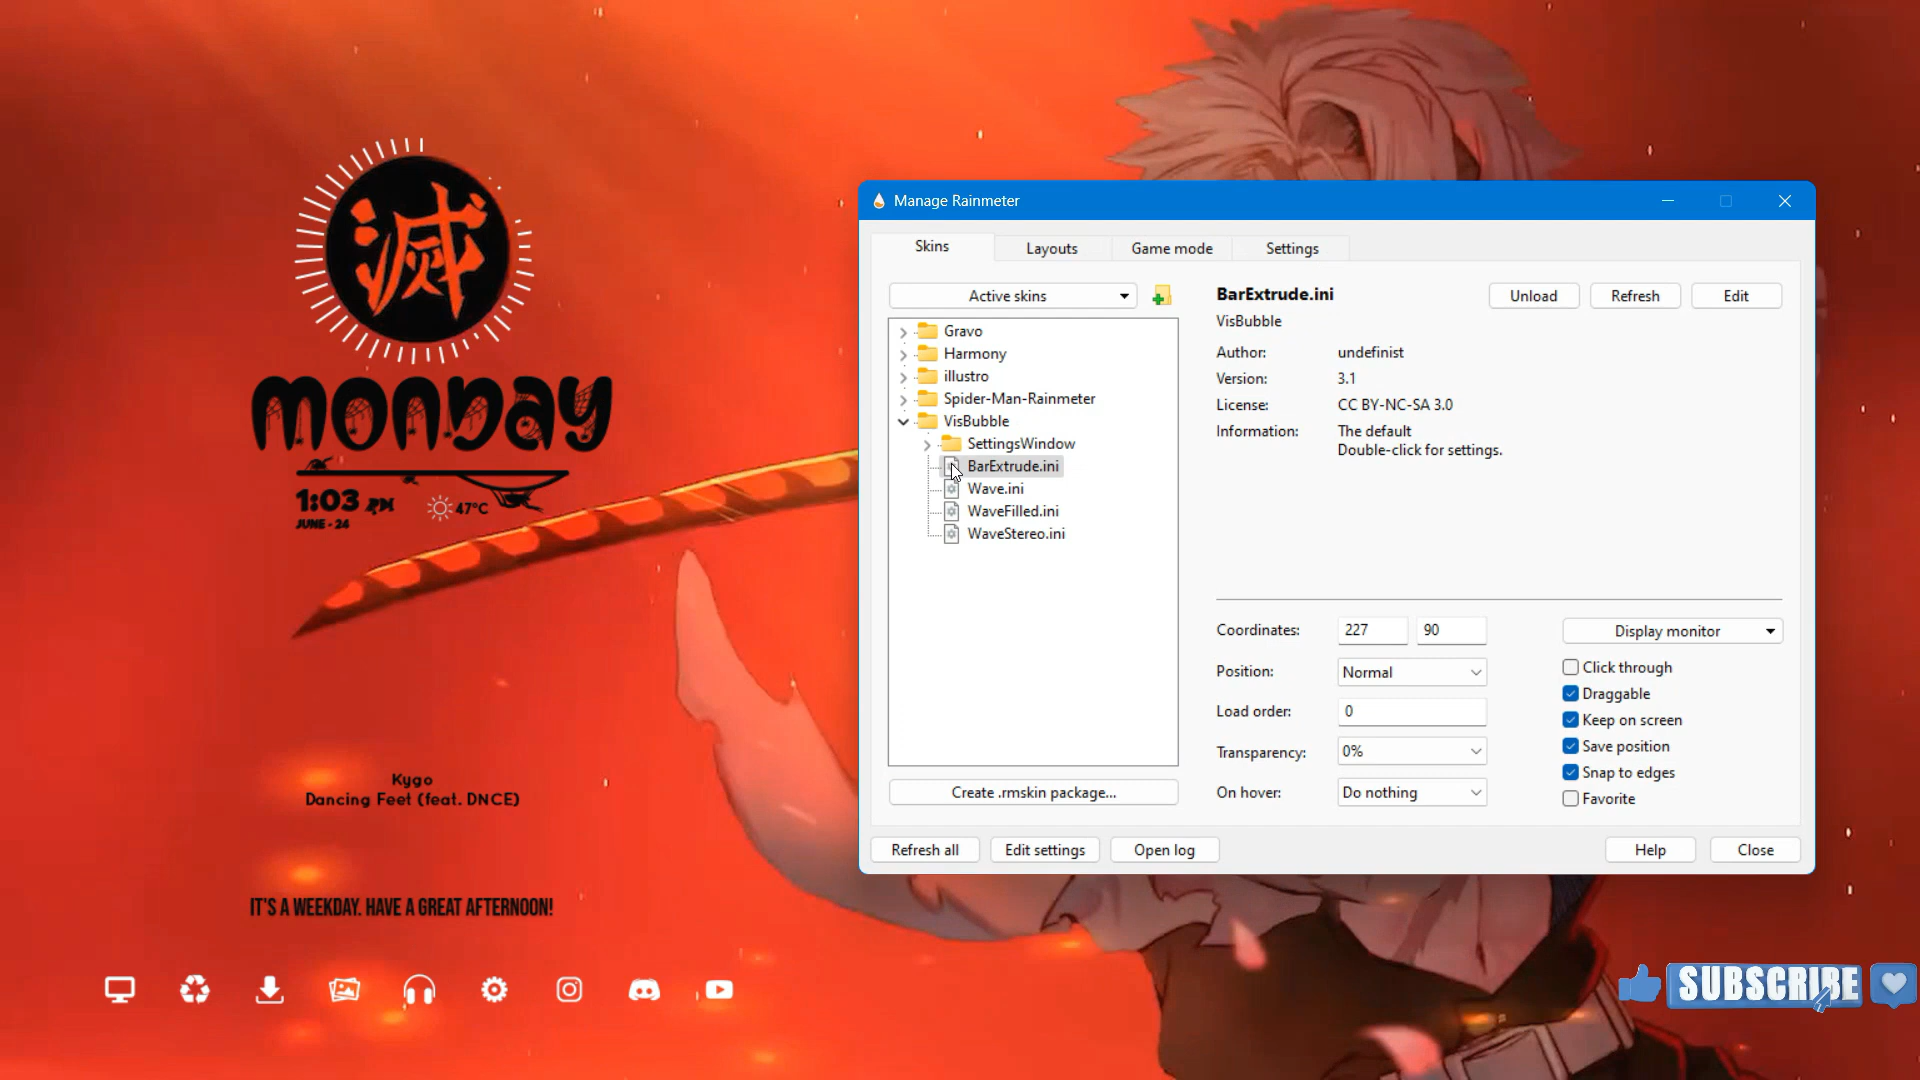 滅
monday
1:03 PM
JUNE - 24
47°C
Kygo
Dancing Feet (feat. DNCE)
IT'S A WEEKDAY. HAVE A GREAT AFTERNOON!
Manage Rainmeter
Skins
Layouts
Game mode
Settings
Active skins
Gravo
Harmony
illustro
Spider-Man-Rainmeter
VisBubble
SettingsWindow
BarExtrude.ini
Wave.ini
WaveFilled.ini
WaveStereo.ini
Create .rmskin package...
BarExtrude.ini
Unload
Refresh
Edit
VisBubble
Author: undefinist
Version: 3.1
License: CC BY-NC-SA 3.0
Information: The default
Double-click for settings.
Coordinates: 227 90
Display monitor
Position: Normal
Load order: 0
Transparency: 0%
On hover: Do nothing
Click through
Draggable
Keep on screen
Save position
Snap to edges
Favorite
Refresh all
Edit settings
Open log
Help
Close
SUBSCRIBE